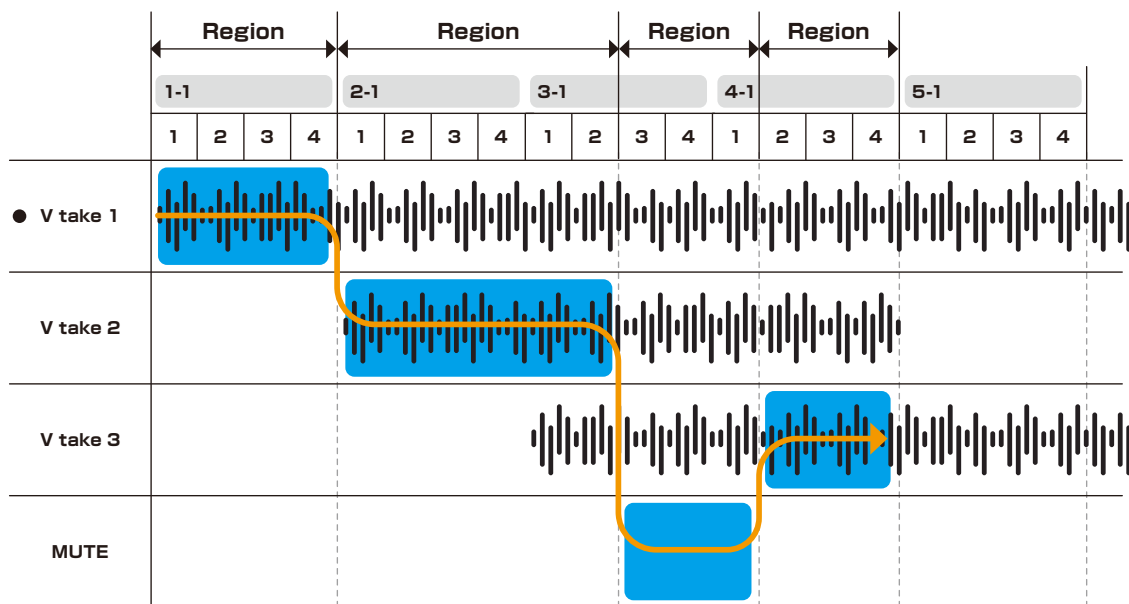 Region Region Region Region
1-1 2-1 3-1 4-1 5-1
1 2 3 4 1 2 3 4 1 2 3 4 1 2 3 4 1 2 3 4
● V take 1
V take 2
V take 3
MUTE